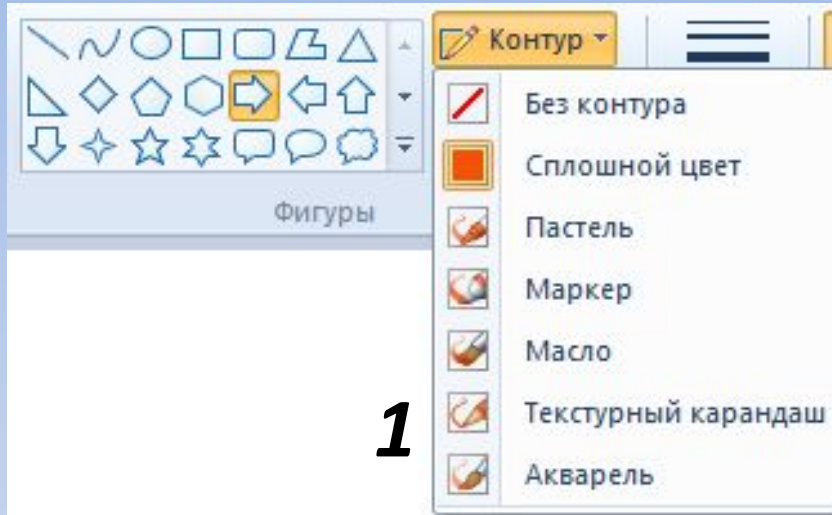 Контур
Без контура
Сплошной цвет
Фигуры
Пастель
Маркер
Масло
1
Текстурный карандаш
Акварель